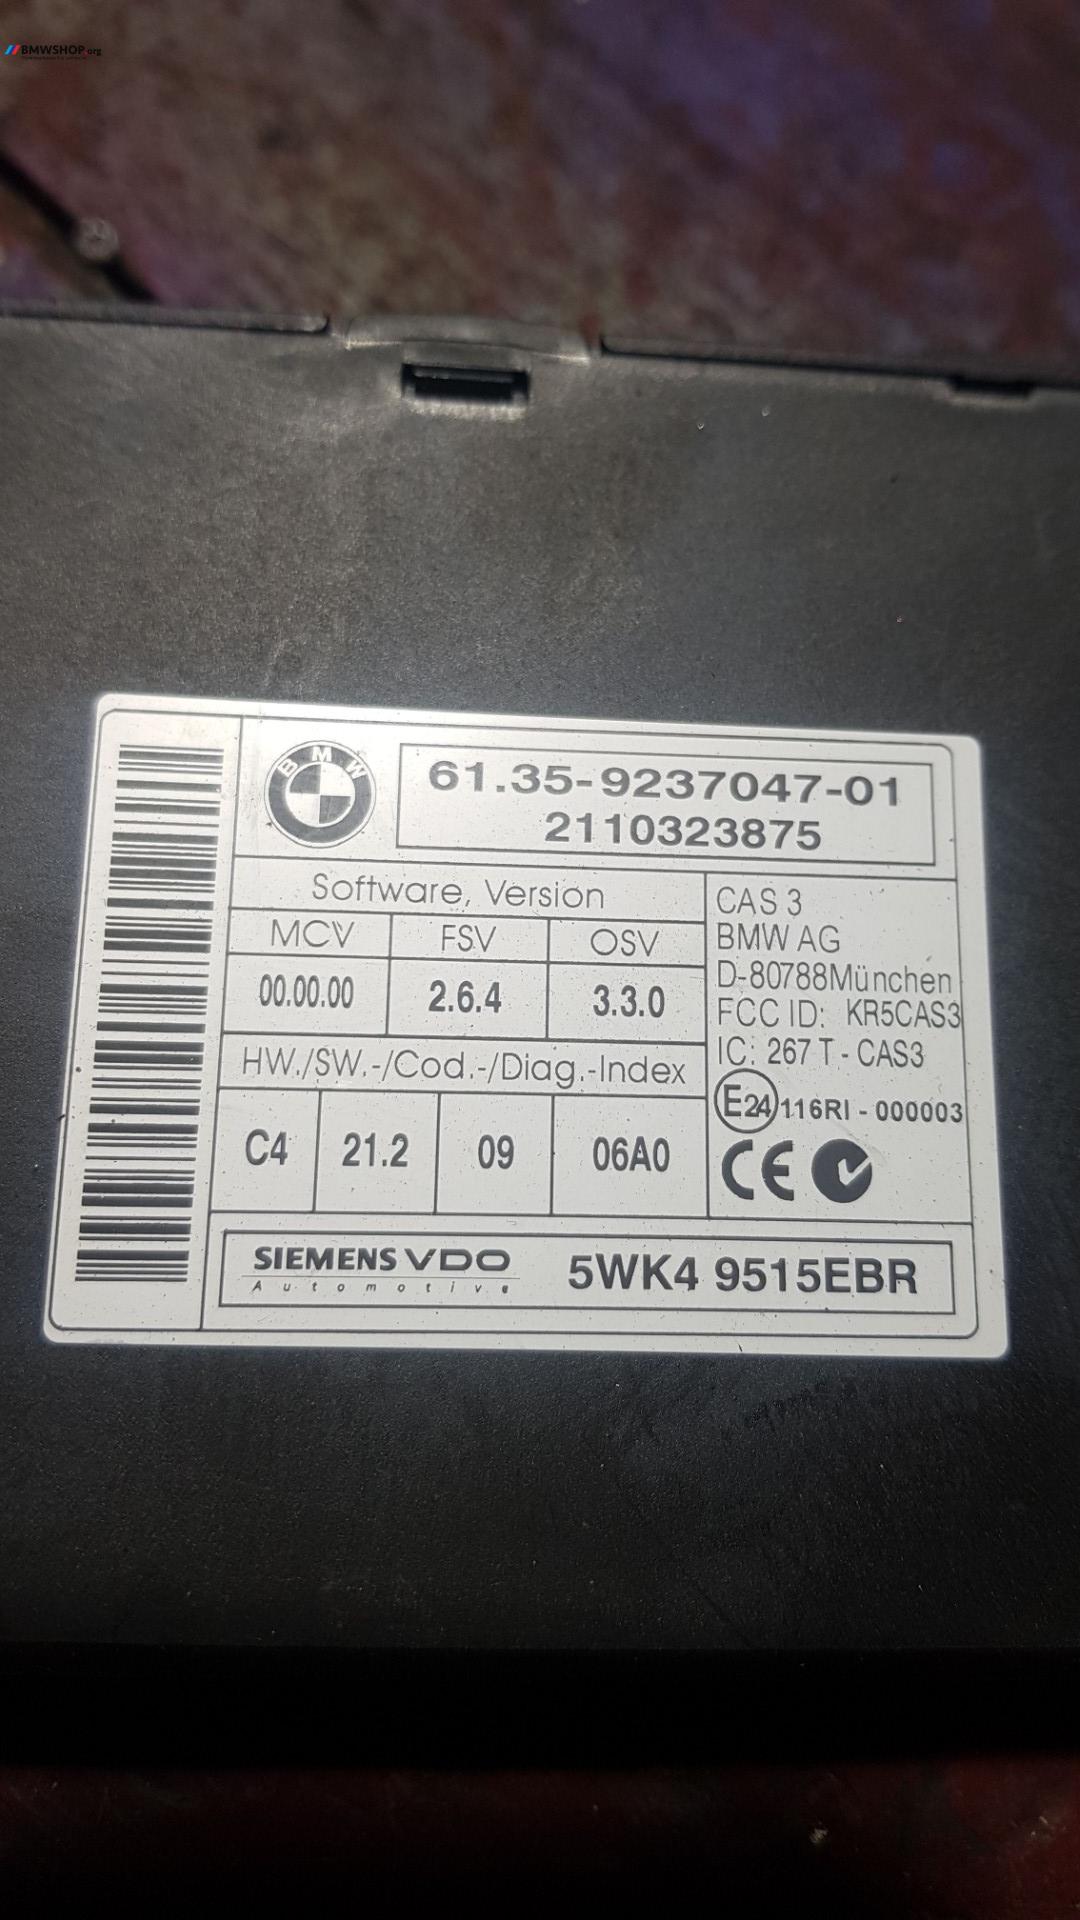 BMWSHOP.org
BMW
61.35-9237047-01
2110323875
Software, Version
MCV FSV OSV
00.00.00 2.6.4 3.3.0
HW./SW.-/Cod.-/Diag.-Index
C4 21.2 09 06A0
CAS 3
BMW AG
D-80788München
FCC ID: KR5CAS3
IC: 267 T - CAS3
E24 116RI - 000003
CE
SIEMENS VDO
Automotive
5WK4 9515EBR